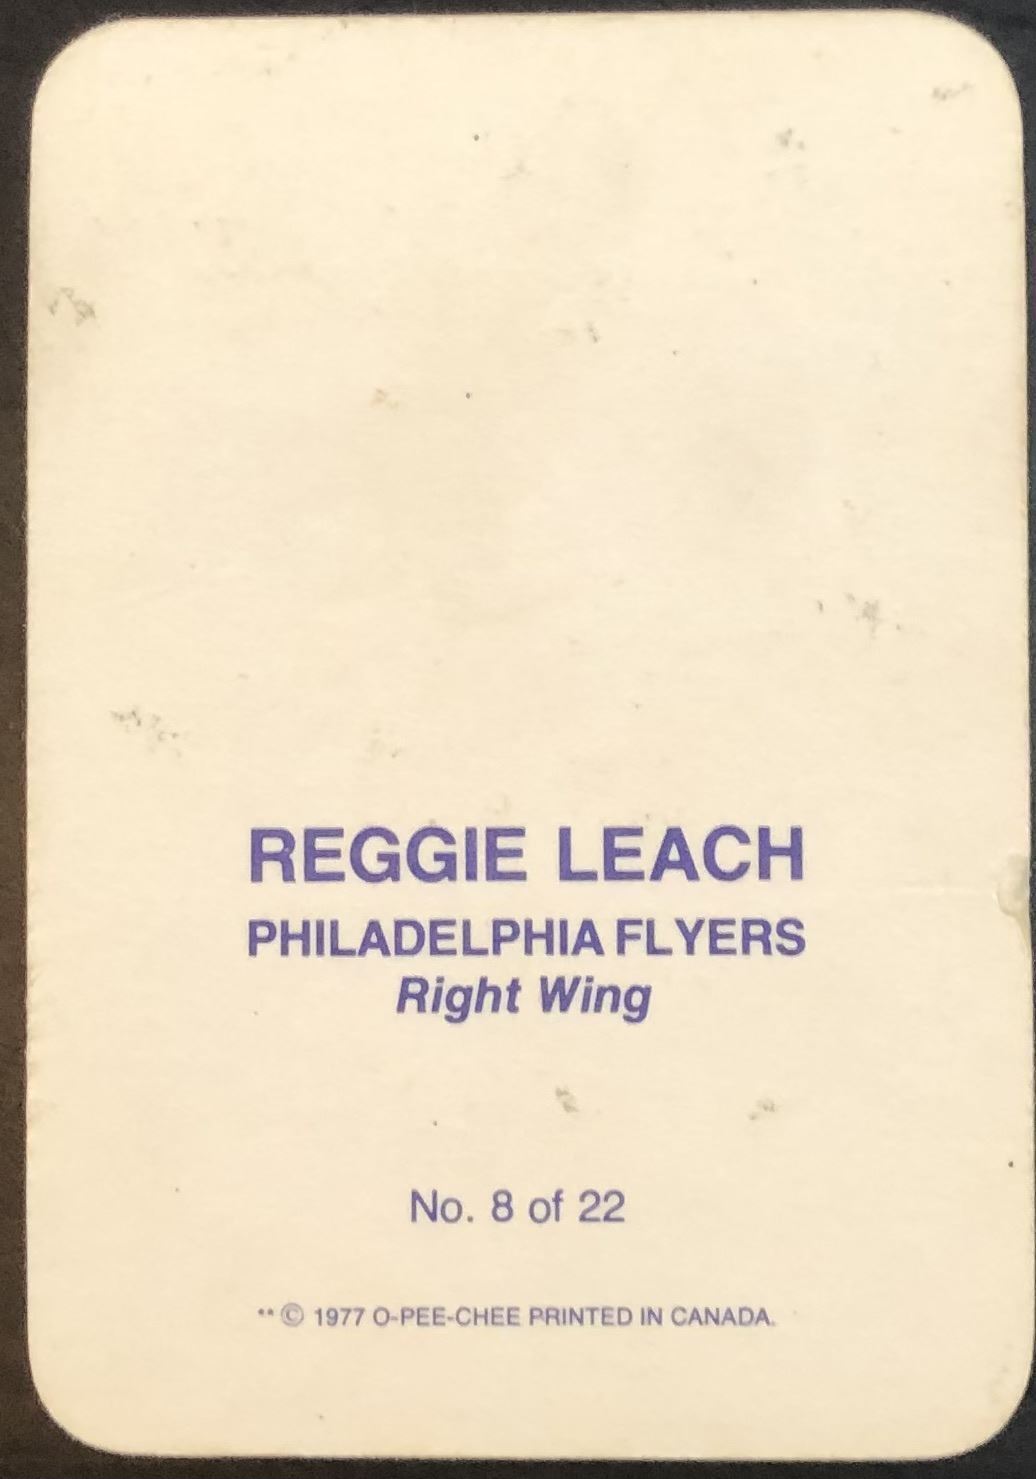 REGGIE LEACH
PHILADELPHIA FLYERS
Right Wing
No. 8 of 22
** © 1977 O-PEE-CHEE PRINTED IN CANADA.